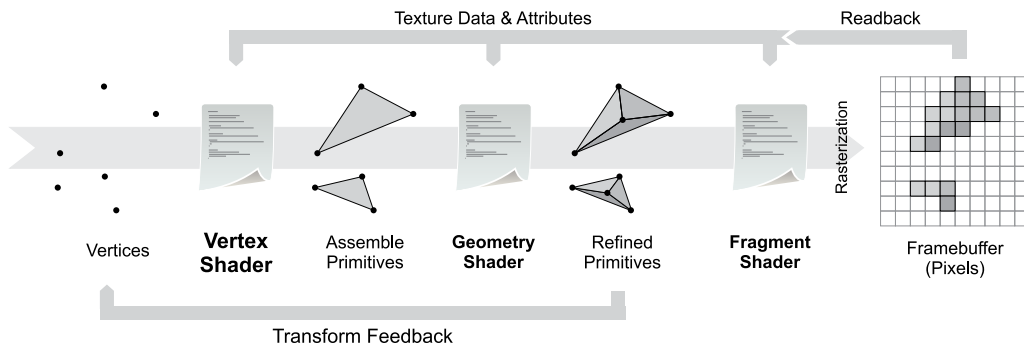 Texture Data & Attributes
Readback
Rasterization
Vertices
Vertex
Shader
Assemble
Primitives
Geometry
Shader
Refined
Primitives
Fragment
Shader
Framebuffer
(Pixels)
Transform Feedback